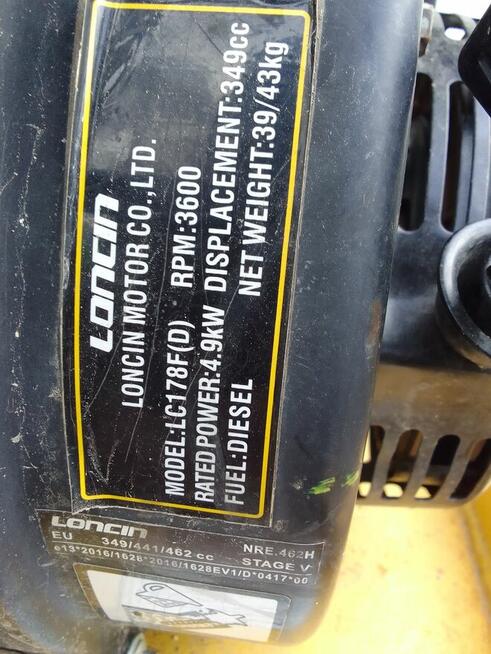 LONCIN
LONCIN MOTOR CO.,LTD.
MODEL:LC178F(D) RPM:3600
RATED POWER:4.9kW DISPLACEMENT:349cc
FUEL:DIESEL NET WEIGHT:39/43kg
LONCIN
EU 349/441/462 cc NRE.462H
e13*2016/1628*2016/1628EV1/D*0417*00 STAGE V